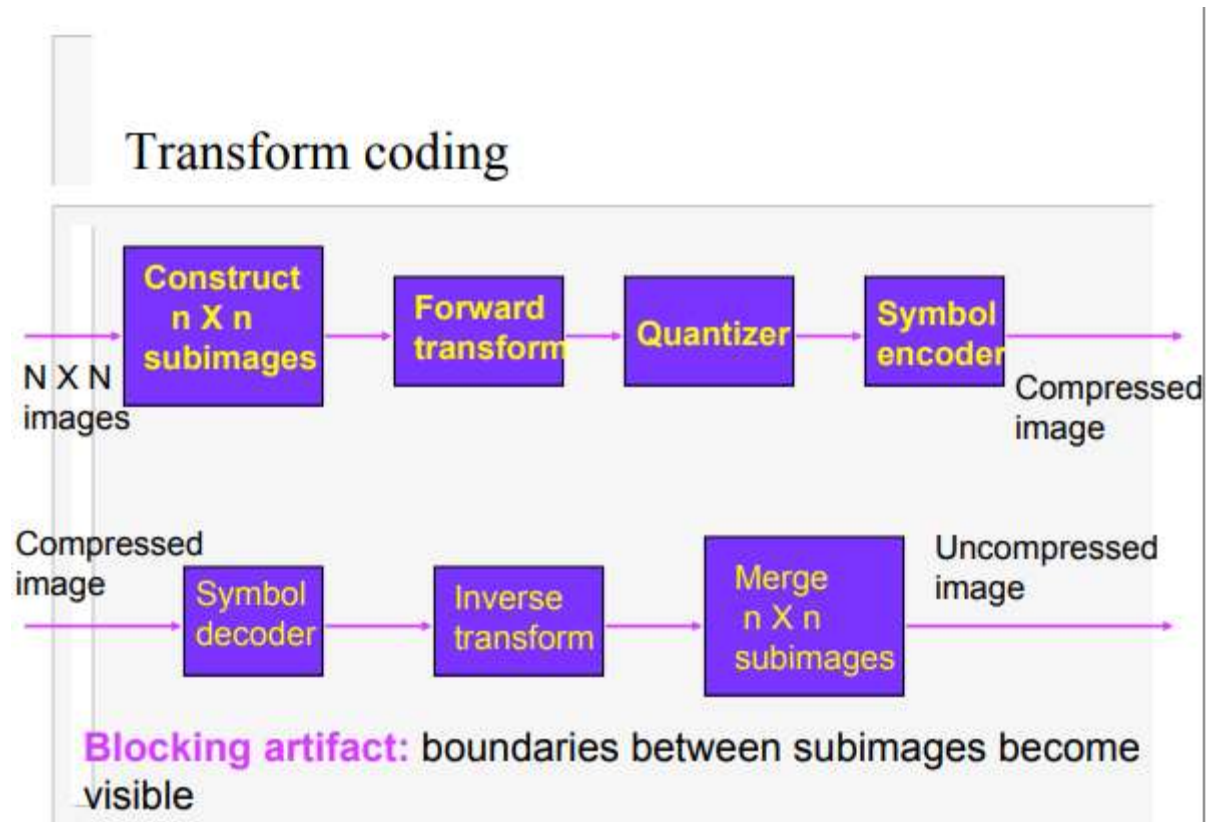 Transform coding
Construct
n X n
subimages
Forward
transform
Quantizer
Symbol
encoder
N X N
images
Compressed
image
Compressed
image
Symbol
decoder
Inverse
transform
Merge
n X n
subimages
Uncompressed
image
Blocking artifact: boundaries between subimages become
visible